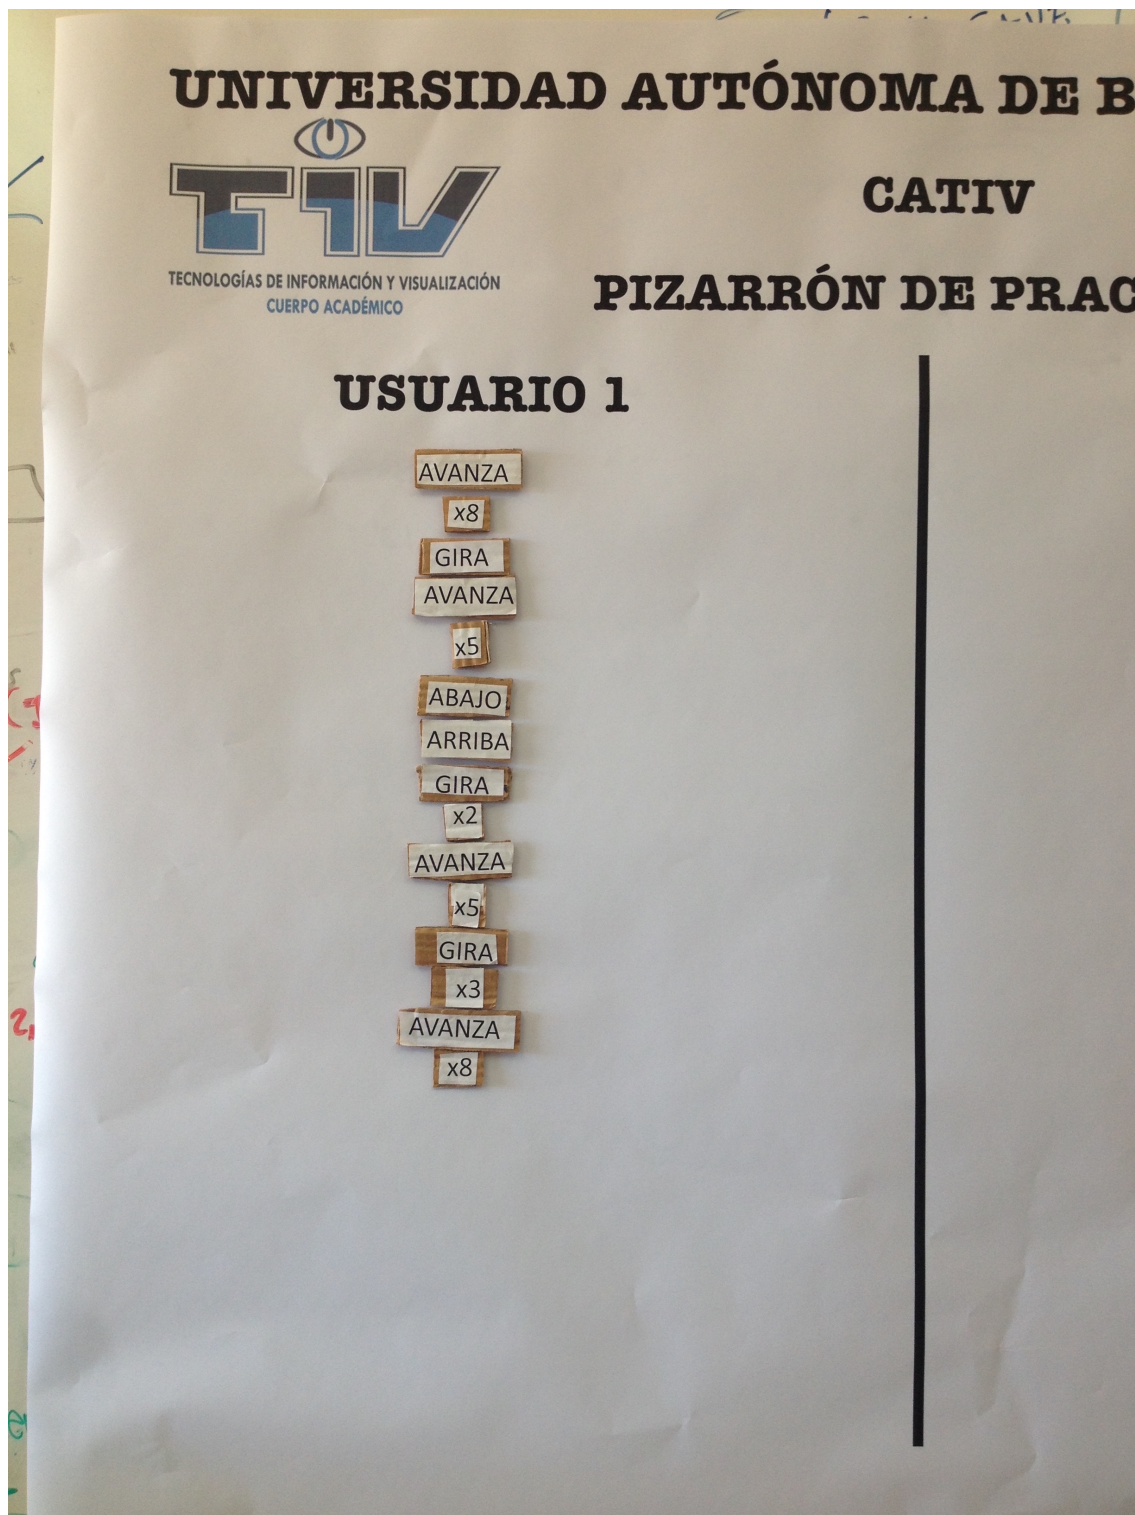 UNIVERSIDAD AUTÓNOMA DE B
TIV
TECNOLOGÍAS DE INFORMACIÓN Y VISUALIZACIÓN
CUERPO ACADÉMICO
CATIV
PIZARRÓN DE PRAC
USUARIO 1
AVANZA
x8
GIRA
AVANZA
x5
ABAJO
ARRIBA
GIRA
x2
AVANZA
x5
GIRA
x3
AVANZA
x8